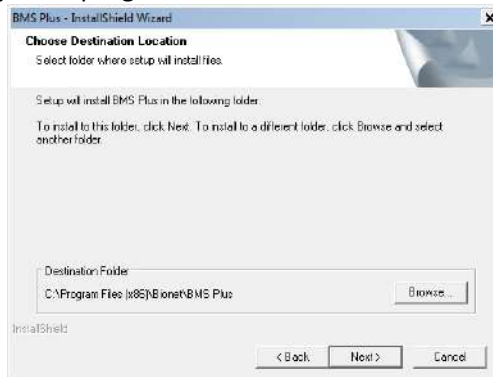 BMS Plus - InstallShield Wizard
Choose Destination Location
Select folder where setup will install files.
Setup will install BMS Plus in the following folder.
To install to this folder, click Next. To install to a different folder, click Browse and select
another folder.
Destination Folder
C:\Program Files (x86)\Bionet\BMS Plus
Browse...
InstallShield
< Back
Next >
Cancel